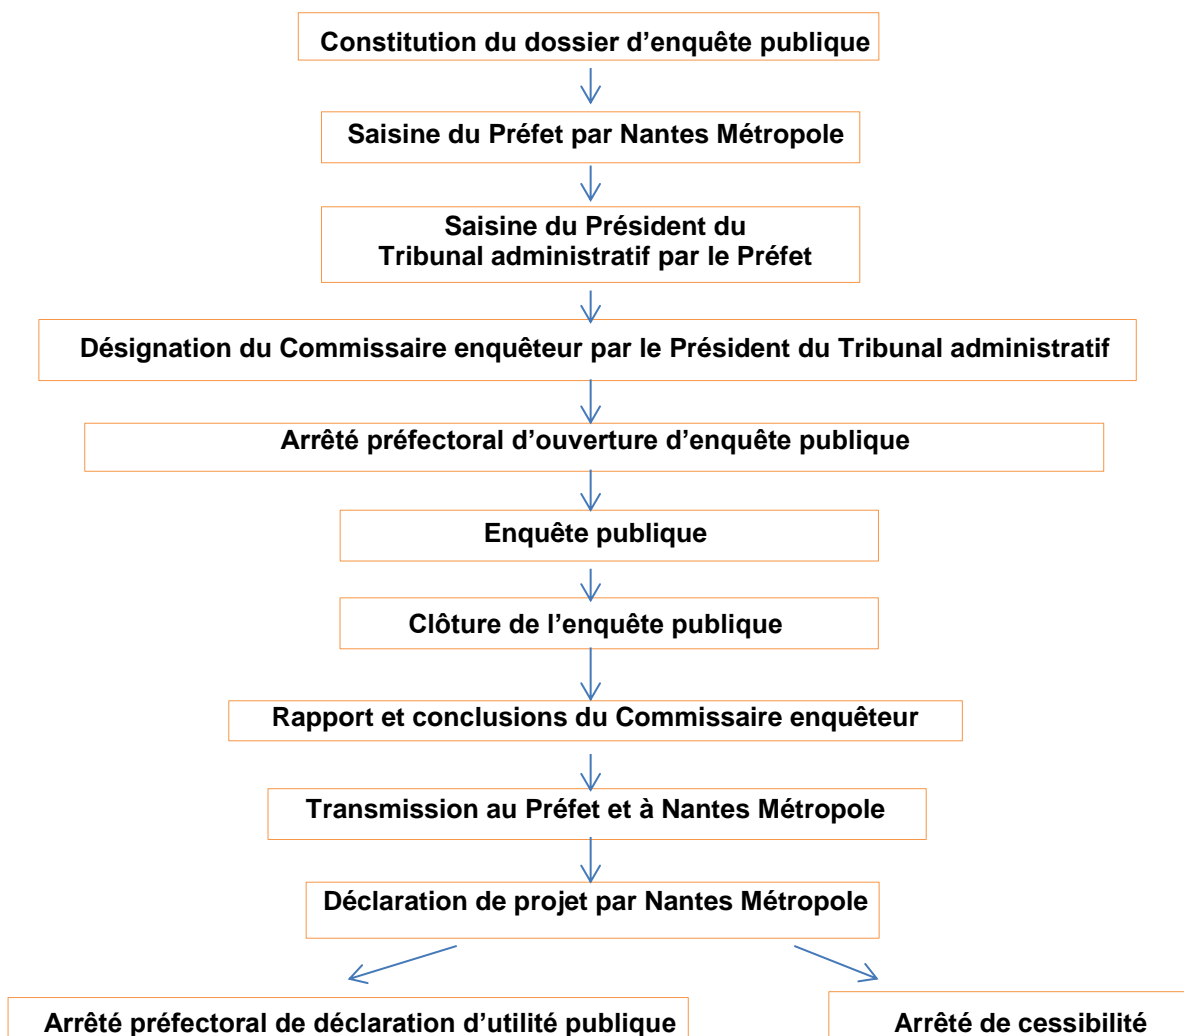 Constitution du dossier d’enquête publique
Saisine du Préfet par Nantes Métropole
Saisine du Président du
Tribunal administratif par le Préfet
Désignation du Commissaire enquêteur par le Président du Tribunal administratif
Arrêté préfectoral d’ouverture d’enquête publique
Enquête publique
Clôture de l’enquête publique
Rapport et conclusions du Commissaire enquêteur
Transmission au Préfet et à Nantes Métropole
Déclaration de projet par Nantes Métropole
Arrêté préfectoral de déclaration d’utilité publique
Arrêté de cessibilité